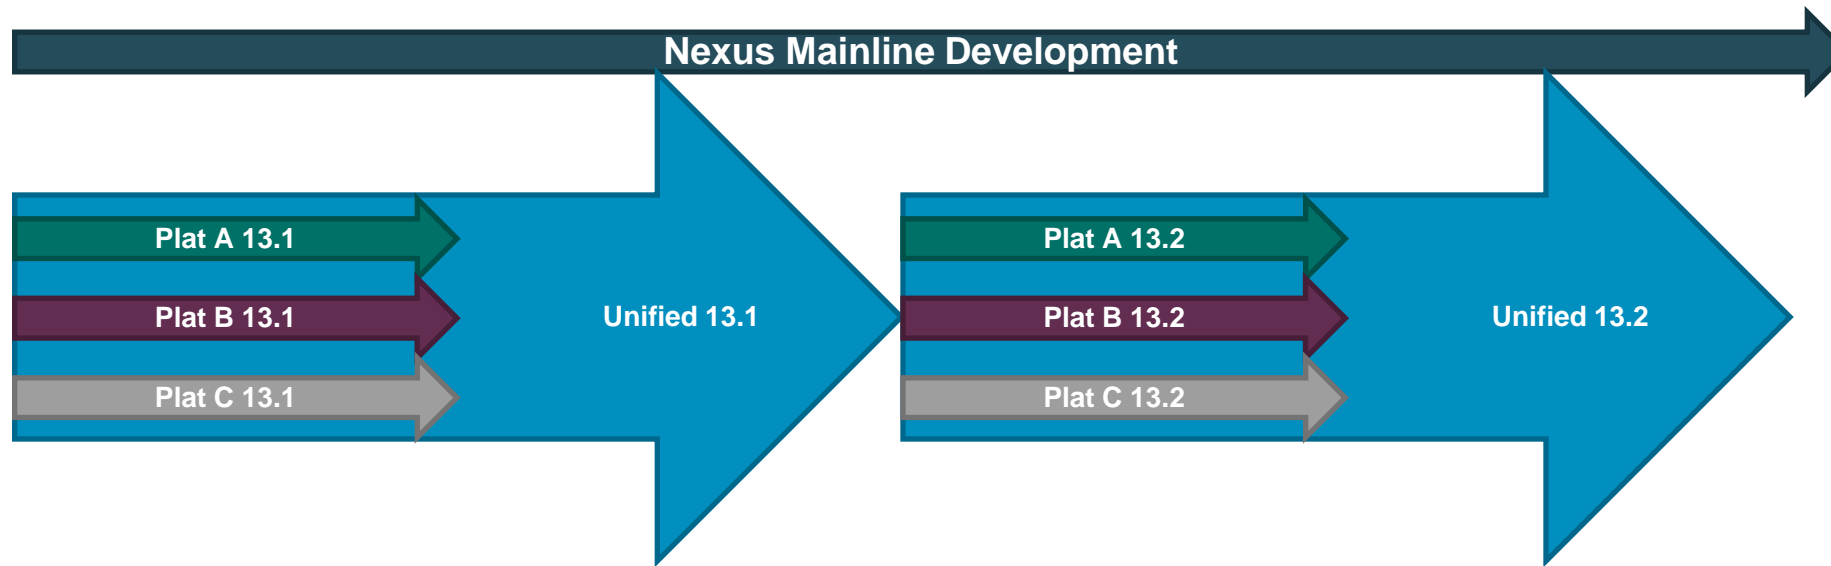 Nexus Mainline Development
Plat A 13.1
Plat B 13.1
Plat C 13.1
Unified 13.1
Plat A 13.2
Plat B 13.2
Plat C 13.2
Unified 13.2